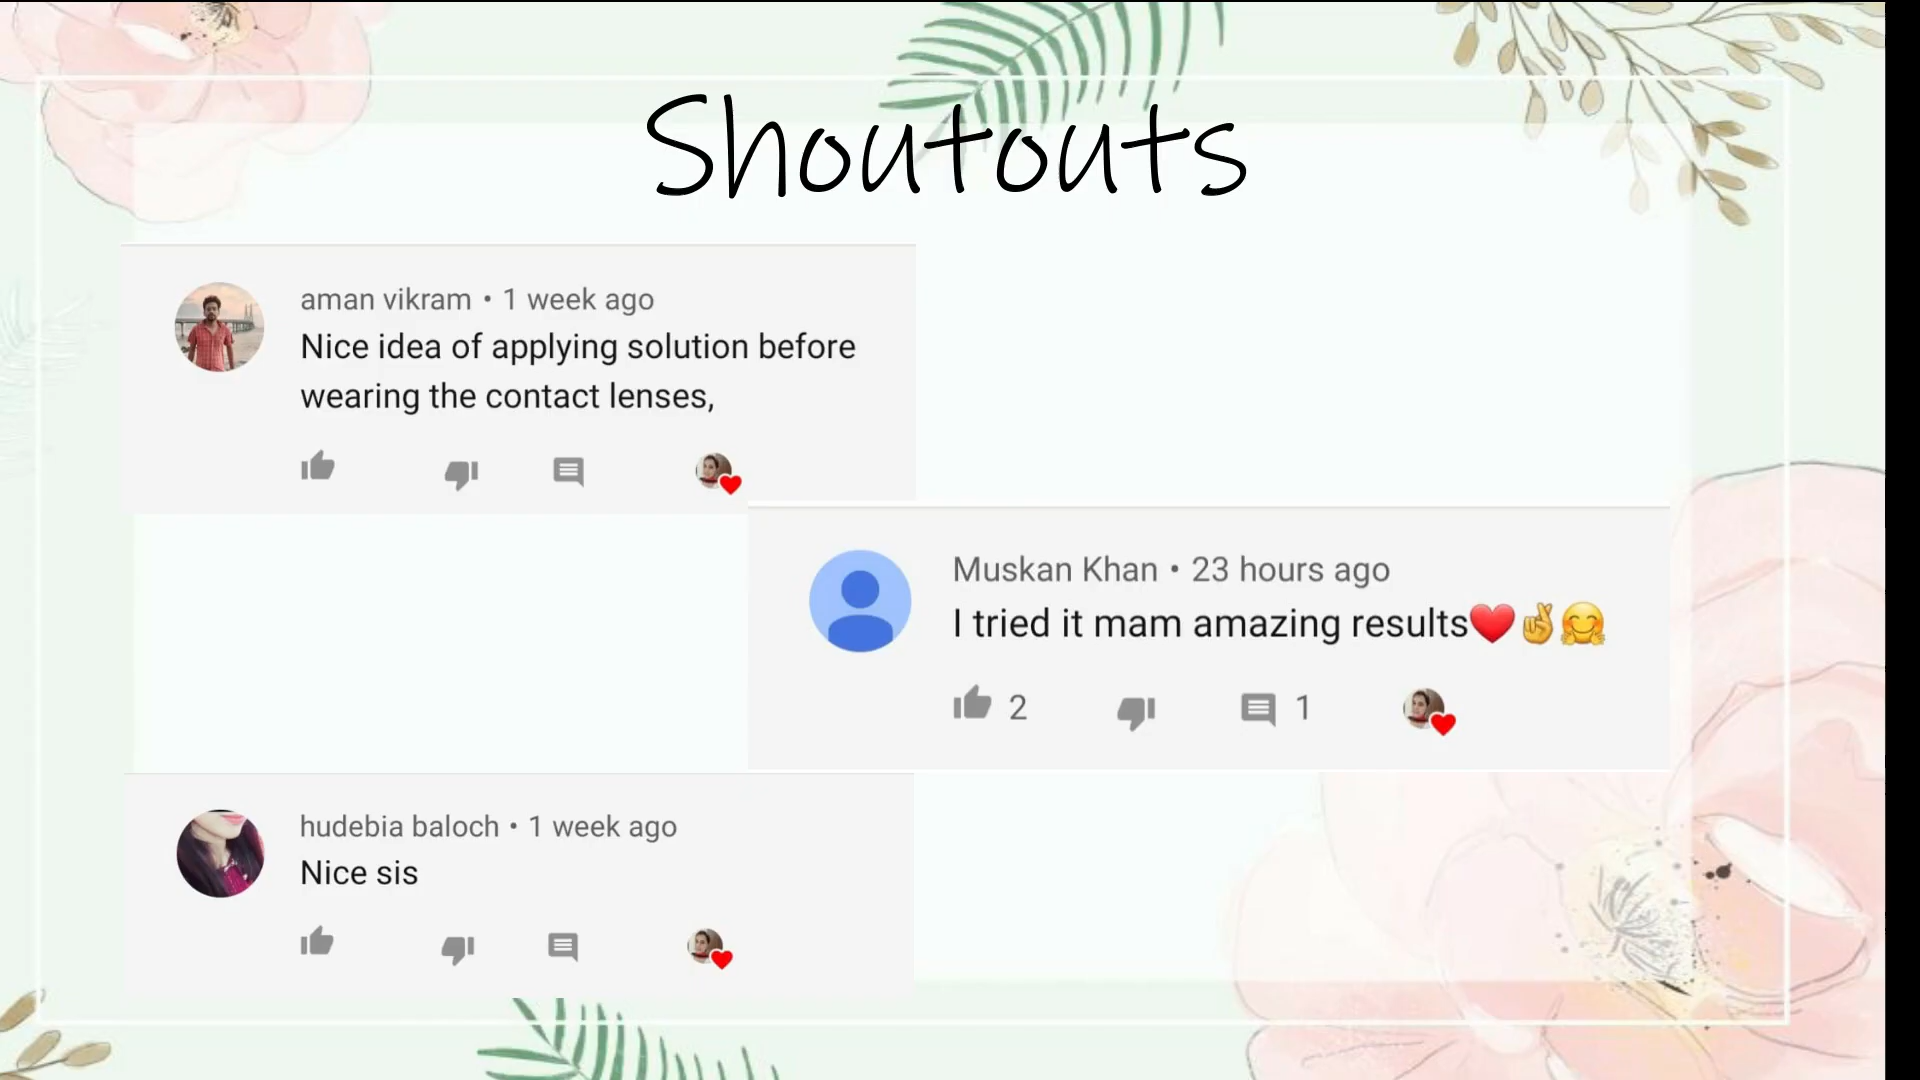 Shoutouts
aman vikram • 1 week ago
Nice idea of applying solution before
wearing the contact lenses,
Muskan Khan • 23 hours ago
I tried it mam amazing results❤️🤞🤗
2 1
hudebia baloch • 1 week ago
Nice sis